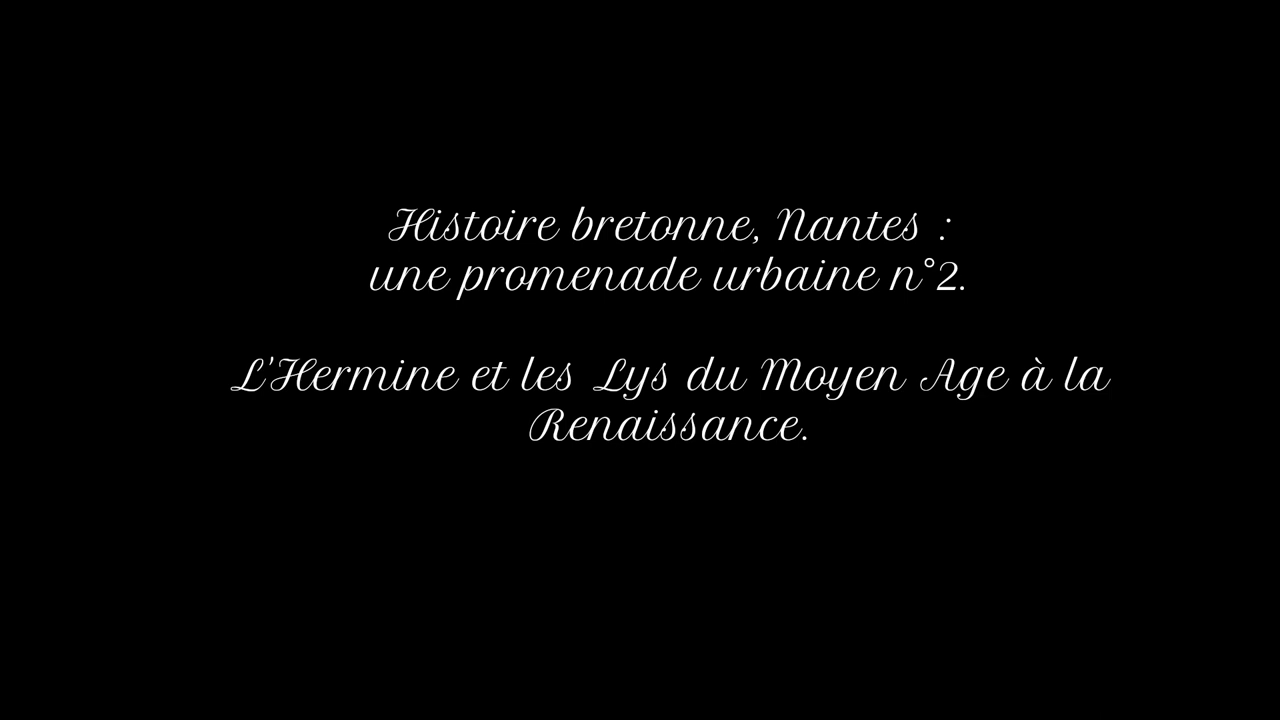 Histoire bretonne, Nantes :
une promenade urbaine n°2.
L'Hermine et les Lys du Moyen Age à la
Renaissance.